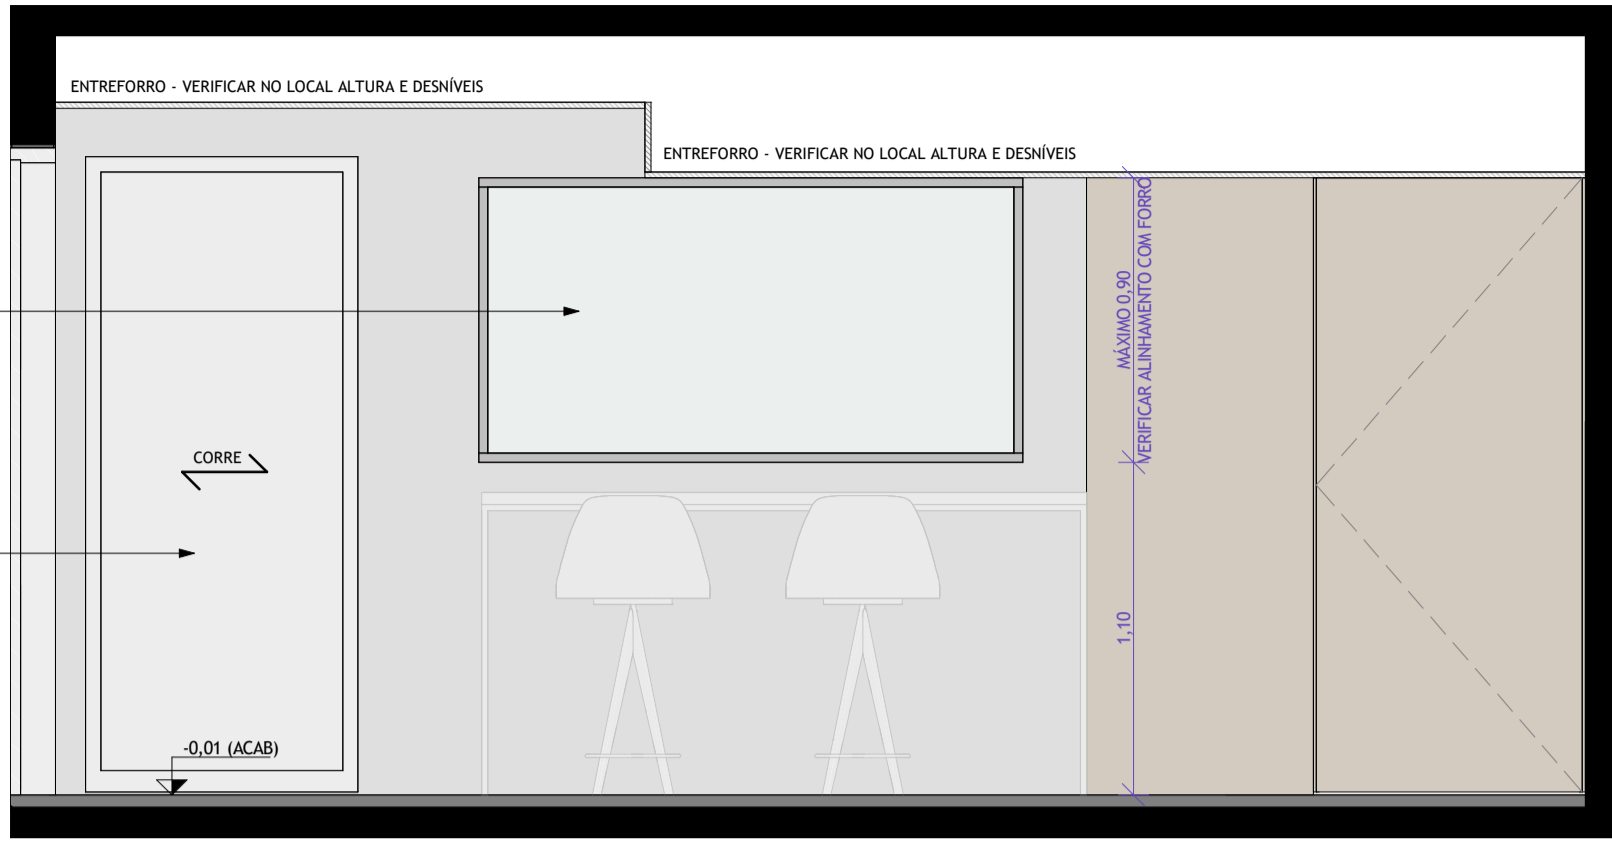 ENTREFORRO - VERIFICAR NO LOCAL ALTURA E DESNÍVEIS
ENTREFORRO - VERIFICAR NO LOCAL ALTURA E DESNÍVEIS
MÁXIMO 0,90
VERIFICAR ALINHAMENTO COM FORRO
CORRE
1,10
-0,01 (ACAB)